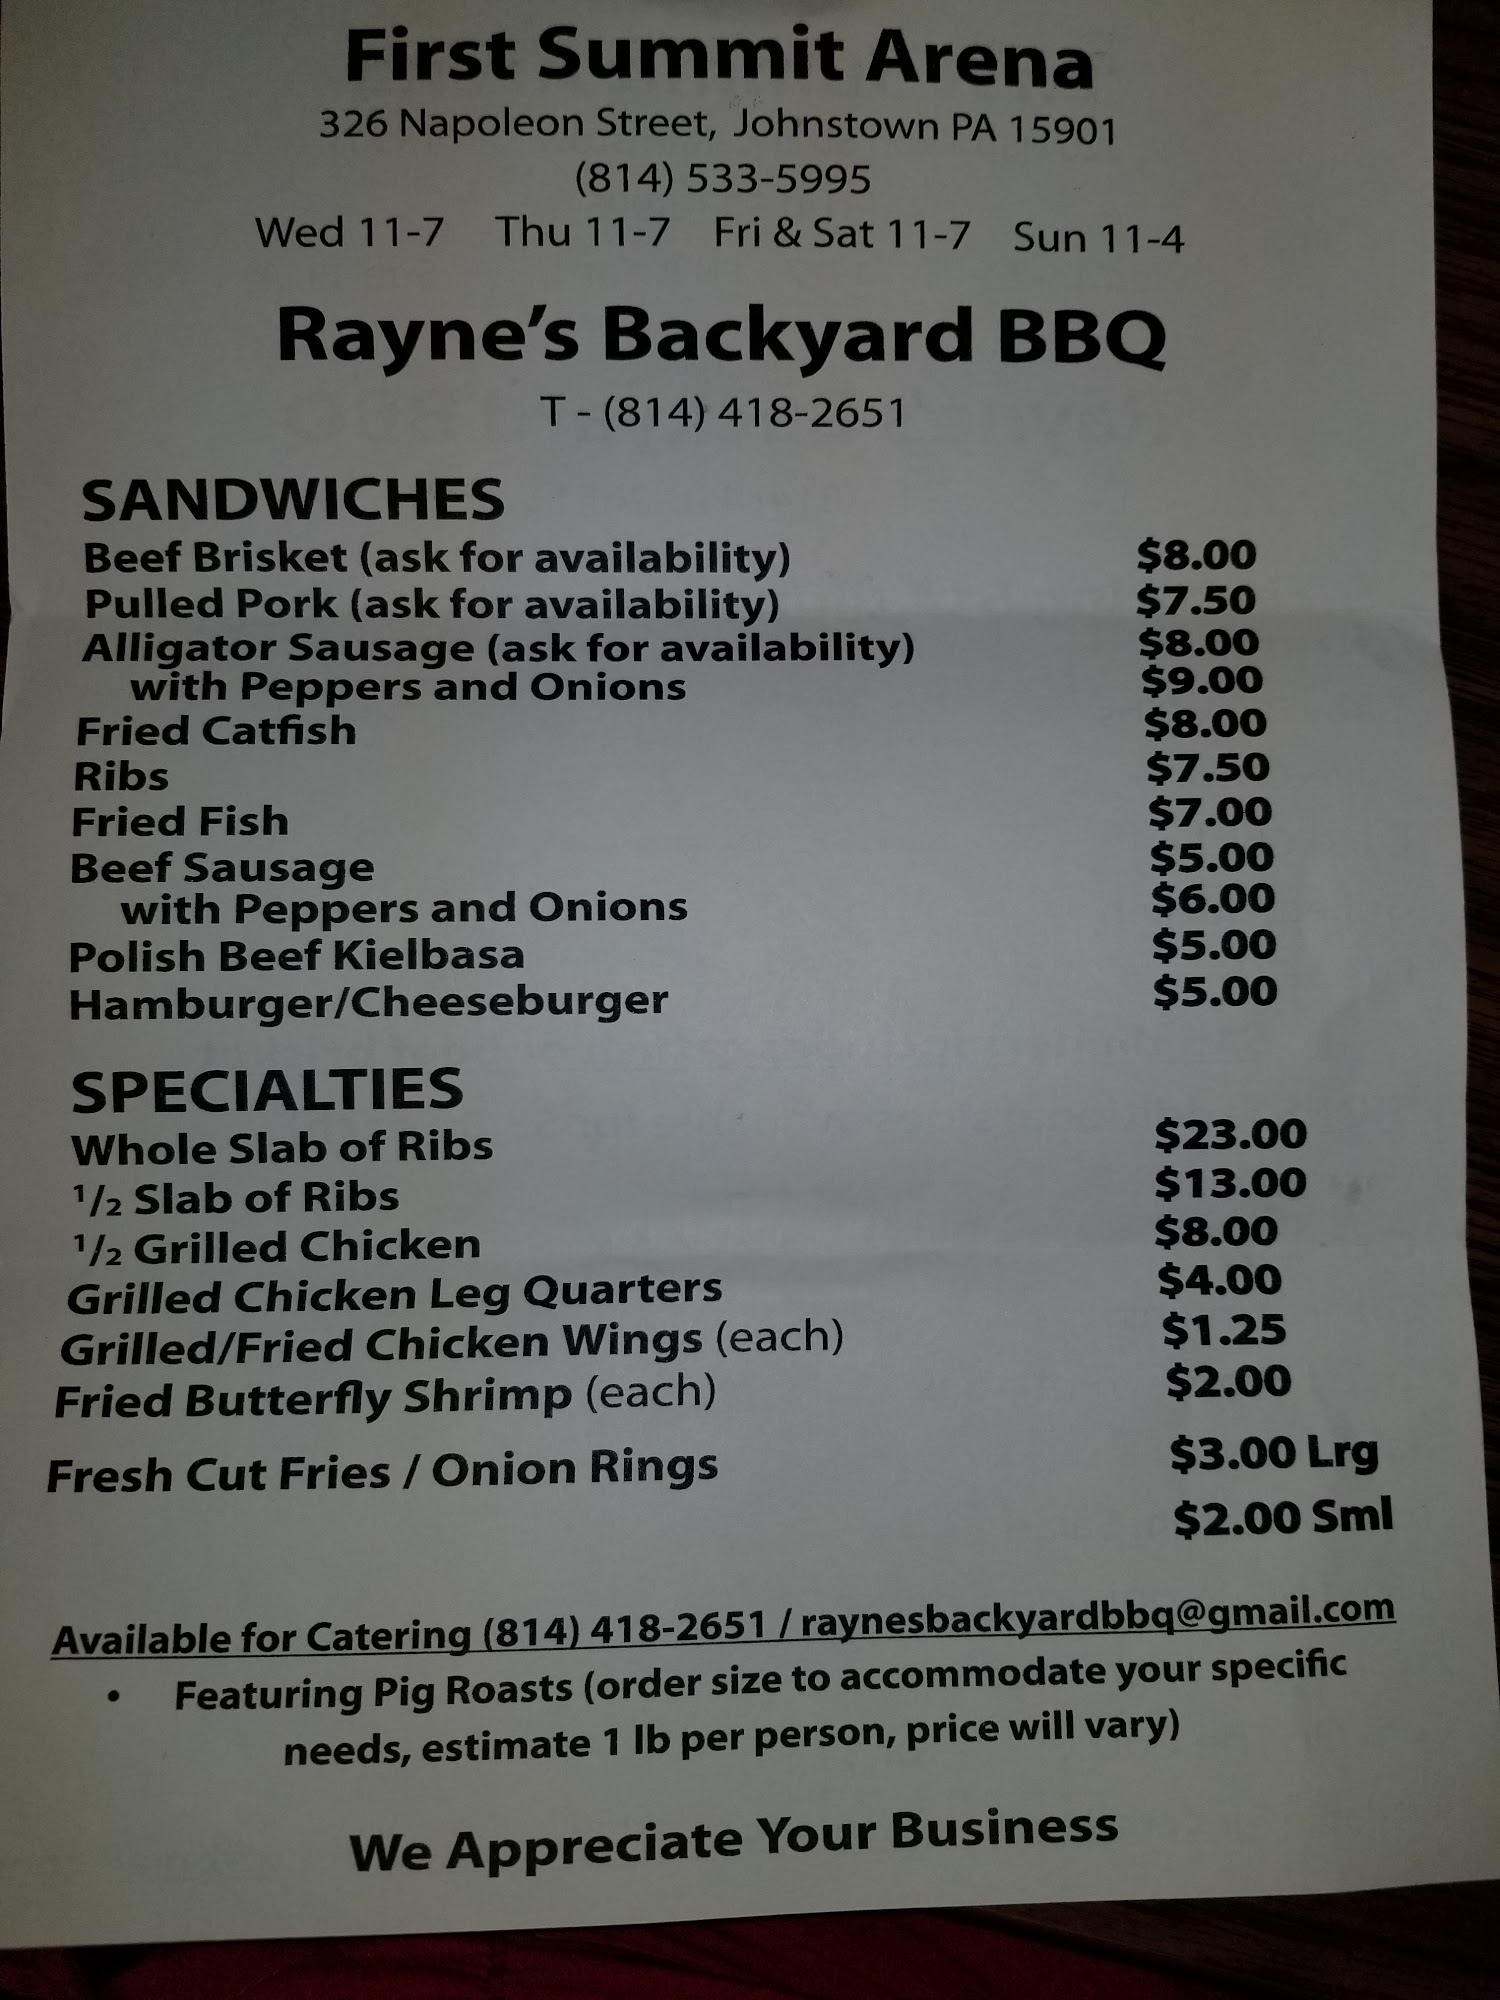 First Summit Arena
326 Napoleon Street, Johnstown PA 15901
(814) 533-5995
Wed 11-7 Thu 11-7 Fri & Sat 11-7 Sun 11-4
Rayne's Backyard BBQ
T - (814) 418-2651
SANDWICHES
Beef Brisket (ask for availability) $8.00
Pulled Pork (ask for availability) $7.50
Alligator Sausage (ask for availability) $8.00
with Peppers and Onions $9.00
Fried Catfish $8.00
Ribs $7.50
Fried Fish $7.00
Beef Sausage $5.00
with Peppers and Onions $6.00
Polish Beef Kielbasa $5.00
Hamburger/Cheeseburger $5.00
SPECIALTIES
Whole Slab of Ribs $23.00
1/2 Slab of Ribs $13.00
1/2 Grilled Chicken $8.00
Grilled Chicken Leg Quarters $4.00
Grilled/Fried Chicken Wings (each) $1.25
Fried Butterfly Shrimp (each) $2.00
Fresh Cut Fries / Onion Rings $3.00 Lrg
$2.00 Sml
Available for Catering (814) 418-2651 / raynesbackyardbbq@gmail.com
• Featuring Pig Roasts (order size to accommodate your specific
needs, estimate 1 lb per person, price will vary)
We Appreciate Your Business